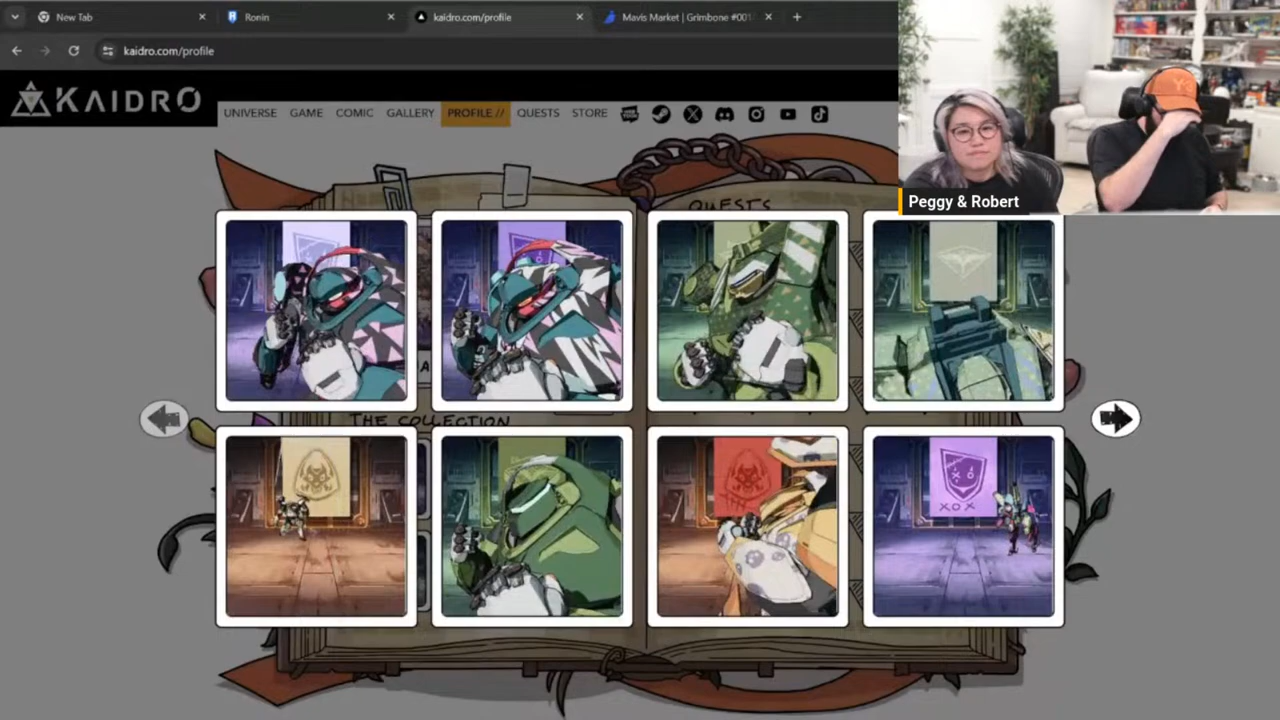 New Tab
Ronin
kaidro.com/profile
Mavis Market | Grimbone #001
kaidro.com/profile
KAIDRO
UNIVERSE
GAME
COMIC
GALLERY
PROFILE //
QUESTS
STORE
Peggy & Robert
QUESTS
THE COLLECTION
XOX